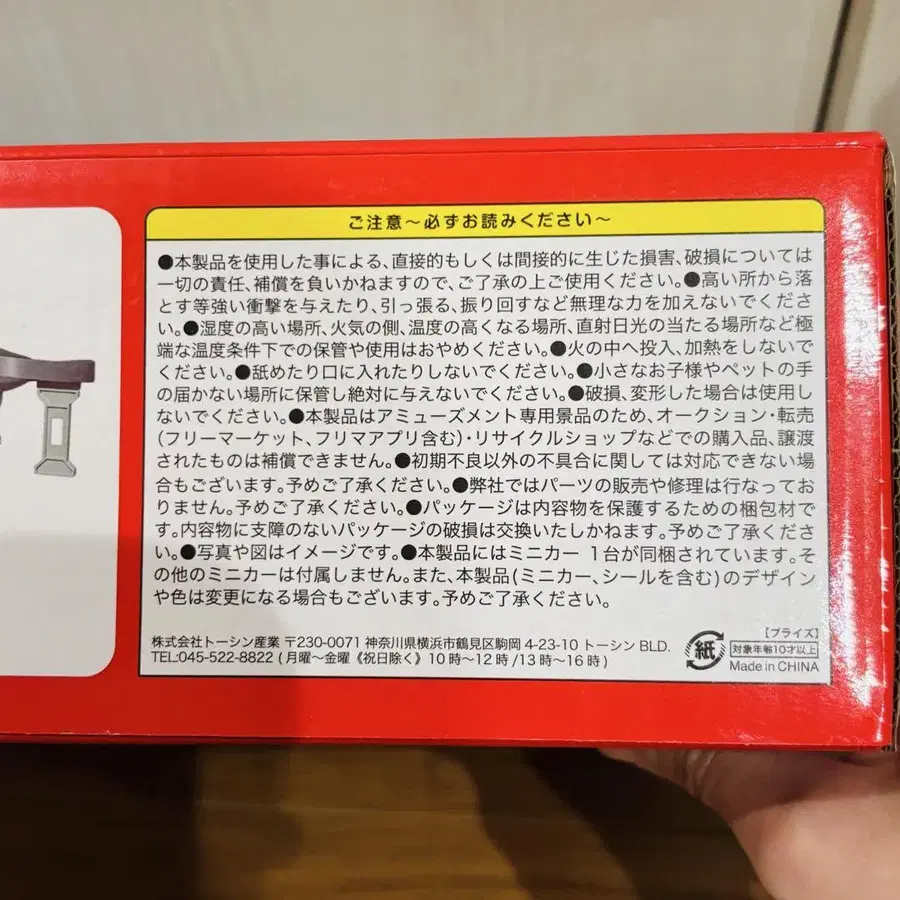 ご注意～必ずお読みください～
●本製品を使用した事による、直接的もしくは間接的に生じた損害、破損については
一切の責任、補償を負いかねますので、ご了承の上ご使用ください。●高い所から落
とす等強い衝撃を与えたり、引っ張る、振り回すなど無理な力を加えないでくださ
い。●湿度の高い場所、火気の側、温度の高くなる場所、直射日光の当たる場所など極
端な温度条件下での保管や使用はおやめください。●火の中へ投入、加熱をしないで
ください。●舐めたり口に入れたりしないでください。●小さなお子様やペットの手
の届かない場所に保管し絶対に与えないでください。●破損、変形した場合は使用し
ないでください。●本製品はアミューズメント専用景品のため、オークション・転売
(フリーマーケット、フリマアプリ含む)・リサイクルショップなどでの購入品、譲渡
されたものは補償できません。●初期不良以外の不具合に関しては対応できない場
合もございます。予めご了承ください。●弊社ではパーツの販売や修理は行なってお
りません。予めご了承ください。●パッケージは内容物を保護するための梱包材で
す。内容物に支障のないパッケージの破損は交換いたしかねます。予めご了承くださ
い。●写真や図はイメージです。●本製品にはミニカー 1台が同梱されています。そ
の他のミニカーは付属しません。また、本製品(ミニカー、シールを含む)のデザイン
や色は変更になる場合もございます。予めご了承ください。
株式会社トーシン産業 〒230-0071 神奈川県横浜市鶴見区駒岡 4-23-10 トーシン BLD.
TEL:045-522-8822 (月曜～金曜《祝日除く》10時～12時/13時～16時)
紙
【プライズ】
対象年齢10才以上
Made in CHINA